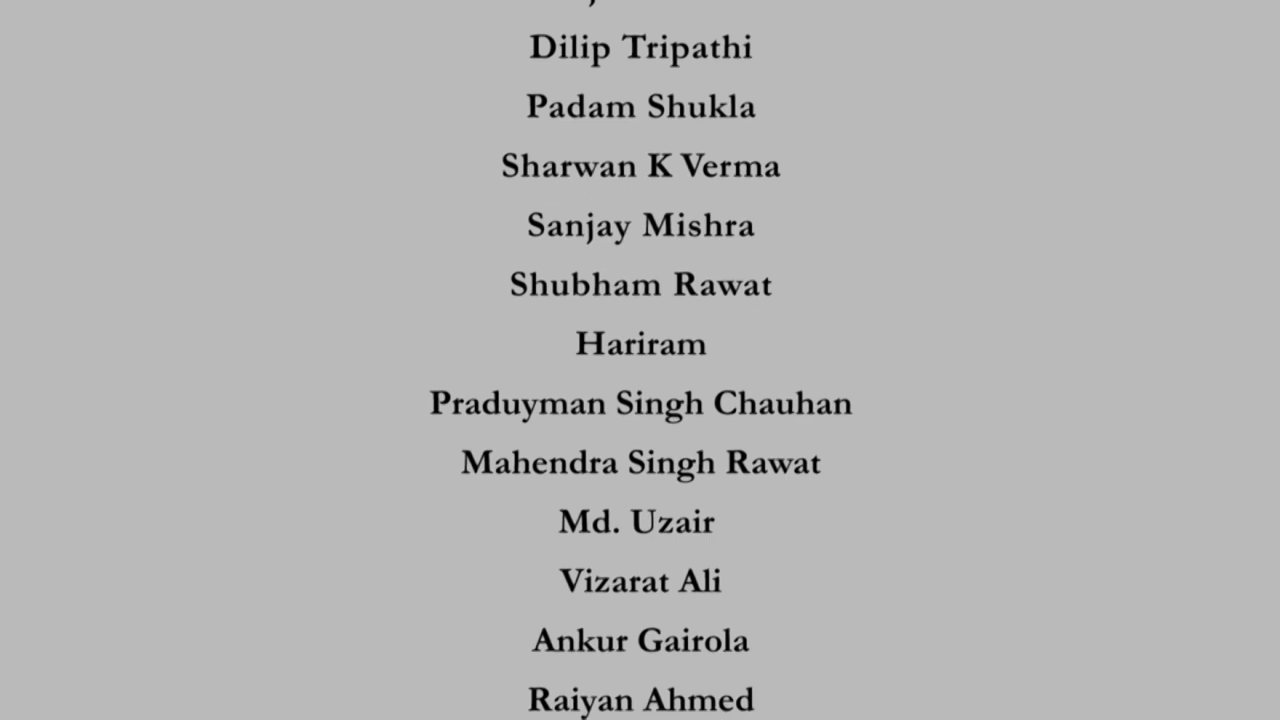 Dilip Tripathi
Padam Shukla
Sharwan K Verma
Sanjay Mishra
Shubham Rawat
Hariram
Praduyman Singh Chauhan
Mahendra Singh Rawat
Md. Uzair
Vizarat Ali
Ankur Gairola
Raiyan Ahmed